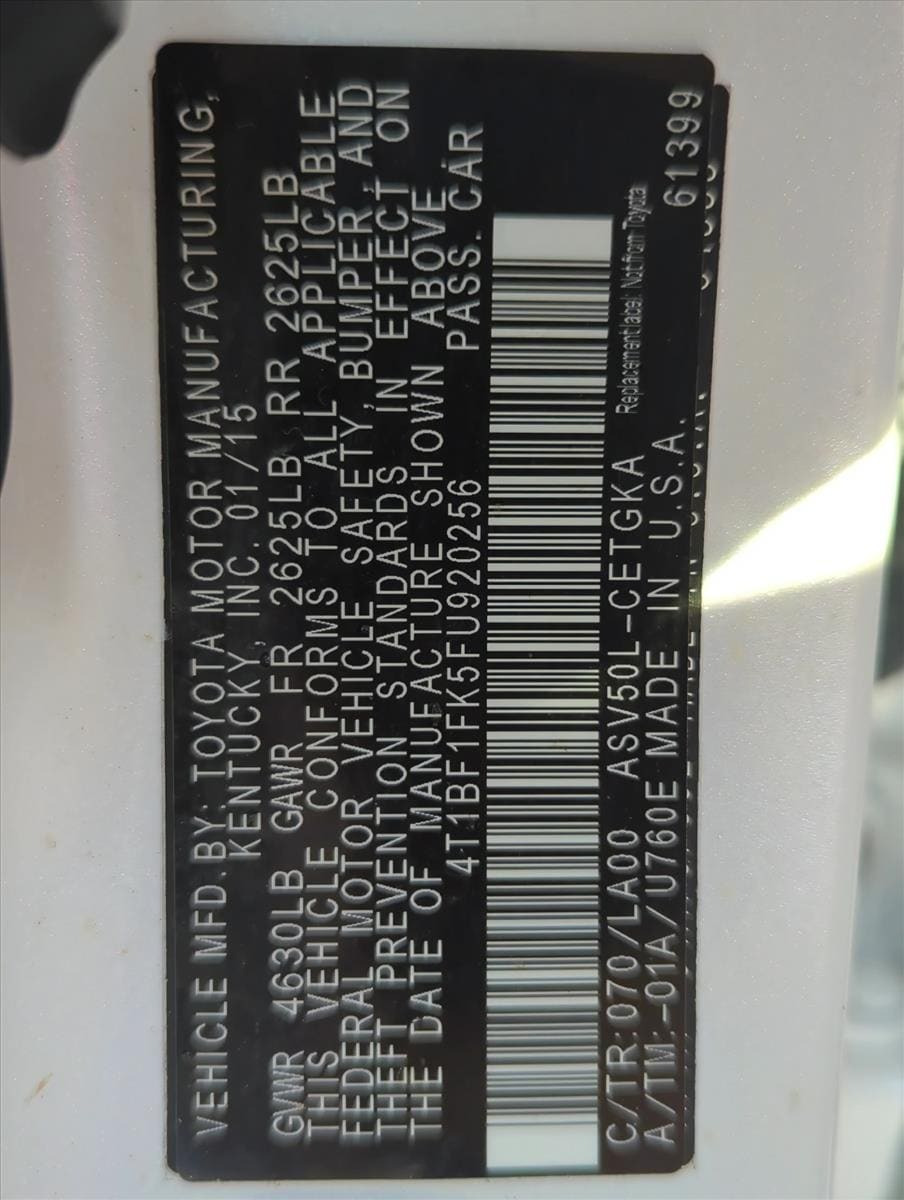 VEHICLE MFD.BY: TOYOTA MOTOR MANUFACTURING,
KENTUCKY, INC. 01/15
GVWR 4630LB GAWR FR 2625LB RR 2625LB
THIS VEHICLE CONFORMS TO ALL APPLICABLE
FEDERAL MOTOR VEHICLE SAFETY, BUMPER, AND
THEFT PREVENTION STANDARDS IN EFFECT ON
THE DATE OF MANUFACTURE SHOWN ABOVE
4T1BF1FK5FU920256 PASS. CAR
C/TR:070/LA00 ASV50L-CETGKA Replacement label: Not from Toyota
A/TM:-01A/U760E MADE IN U.S.A. 61399